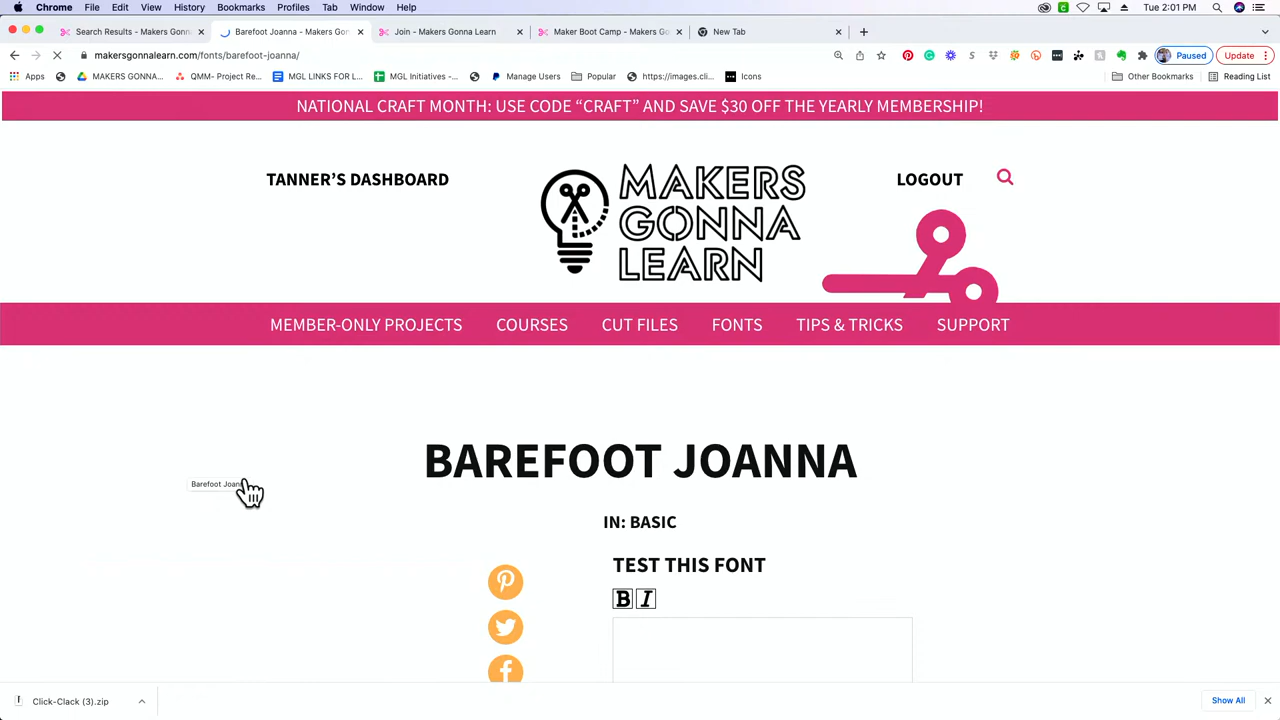 Chrome File Edit View History Bookmarks Profiles Tab Window Help Tue 2:01 PM
Search Results - Makers Gonn Barefoot Joanna - Makers Gon Join - Makers Gonna Learn Maker Boot Camp - Makers Go New Tab
makersgonnalearn.com/fonts/barefoot-joanna/ Paused Update
Apps MAKERS GONNA... QMM- Project Re... MGL LINKS FOR L... MGL Initiatives -... Manage Users Popular https://images.cli... Icons Other Bookmarks Reading List
NATIONAL CRAFT MONTH: USE CODE “CRAFT” AND SAVE $30 OFF THE YEARLY MEMBERSHIP!
TANNER’S DASHBOARD
MAKERS
GONNA
LEARN
LOGOUT
MEMBER-ONLY PROJECTS COURSES CUT FILES FONTS TIPS & TRICKS SUPPORT
BAREFOOT JOANNA
Barefoot Joan
IN: BASIC
TEST THIS FONT
B I
Click-Clack (3).zip Show All